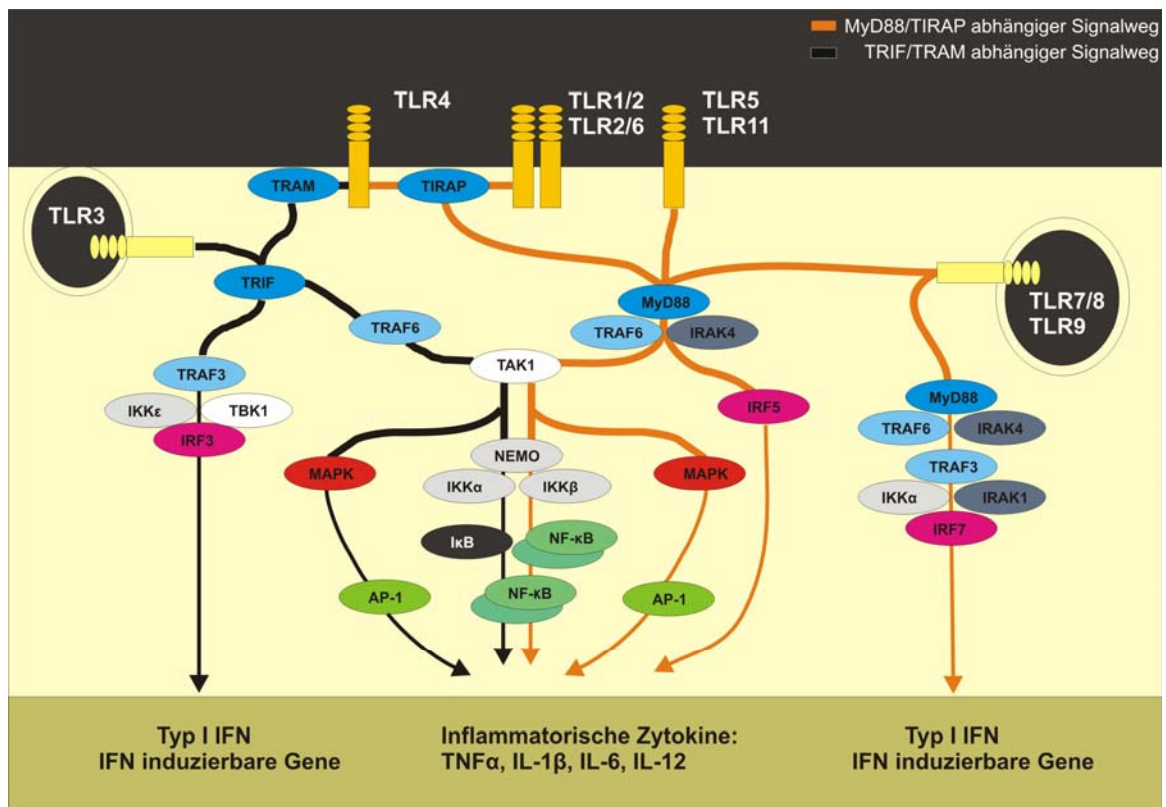 MyD88/TIRAP abhängiger Signalweg
TRIF/TRAM abhängiger Signalweg
TLR4
TLR1/2
TLR2/6
TLR5
TLR11
TRAM
TIRAP
TLR3
TRIF
TLR7/8
TLR9
MyD88
TRAF6
TRAF6
IRAK4
TAK1
TRAF3
IKKε
TBK1
IRF3
IRF5
MyD88
TRAF6
IRAK4
TRAF3
IKKα
IRAK1
IRF7
NEMO
MAPK
IKKα
IKKβ
MAPK
IκB
NF-κB
AP-1
NF-κB
AP-1
Typ I IFN
IFN induzierbare Gene
Inflammatorische Zytokine:
TNFα, IL-1β, IL-6, IL-12
Typ I IFN
IFN induzierbare Gene